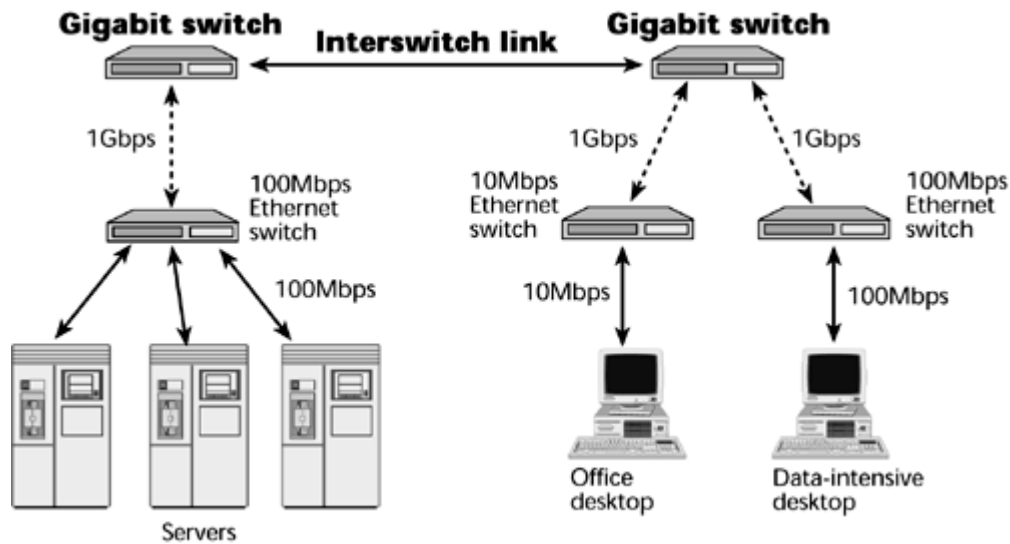 Gigabit switch
Interswitch link
Gigabit switch
1Gbps
1Gbps
1Gbps
100Mbps
Ethernet
switch
10Mbps
Ethernet
switch
100Mbps
Ethernet
switch
100Mbps
10Mbps
100Mbps
Office
desktop
Data-intensive
desktop
Servers